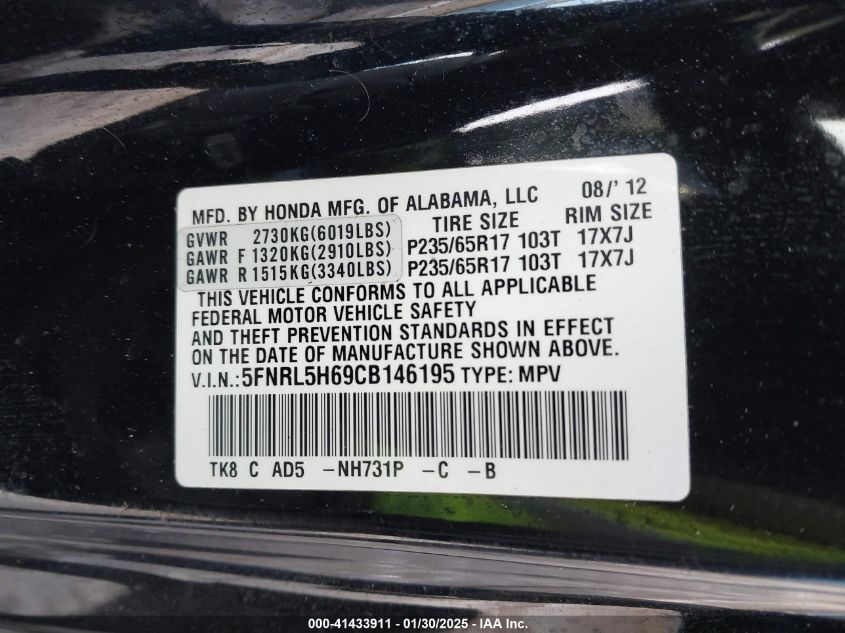 MFD. BY HONDA MFG. OF ALABAMA, LLC 08/' 12
TIRE SIZE RIM SIZE
GVWR 2730KG(6019LBS)
GAWR F 1320KG(2910LBS) P235/65R17 103T 17X7J
GAWR R 1515KG(3340LBS) P235/65R17 103T 17X7J
THIS VEHICLE CONFORMS TO ALL APPLICABLE
FEDERAL MOTOR VEHICLE SAFETY
AND THEFT PREVENTION STANDARDS IN EFFECT
ON THE DATE OF MANUFACTURE SHOWN ABOVE.
V.I.N.:5FNRL5H69CB146195 TYPE: MPV
TK8 C AD5 -NH731P -C -B
000-41433911 - 01/30/2025 - IAA Inc.